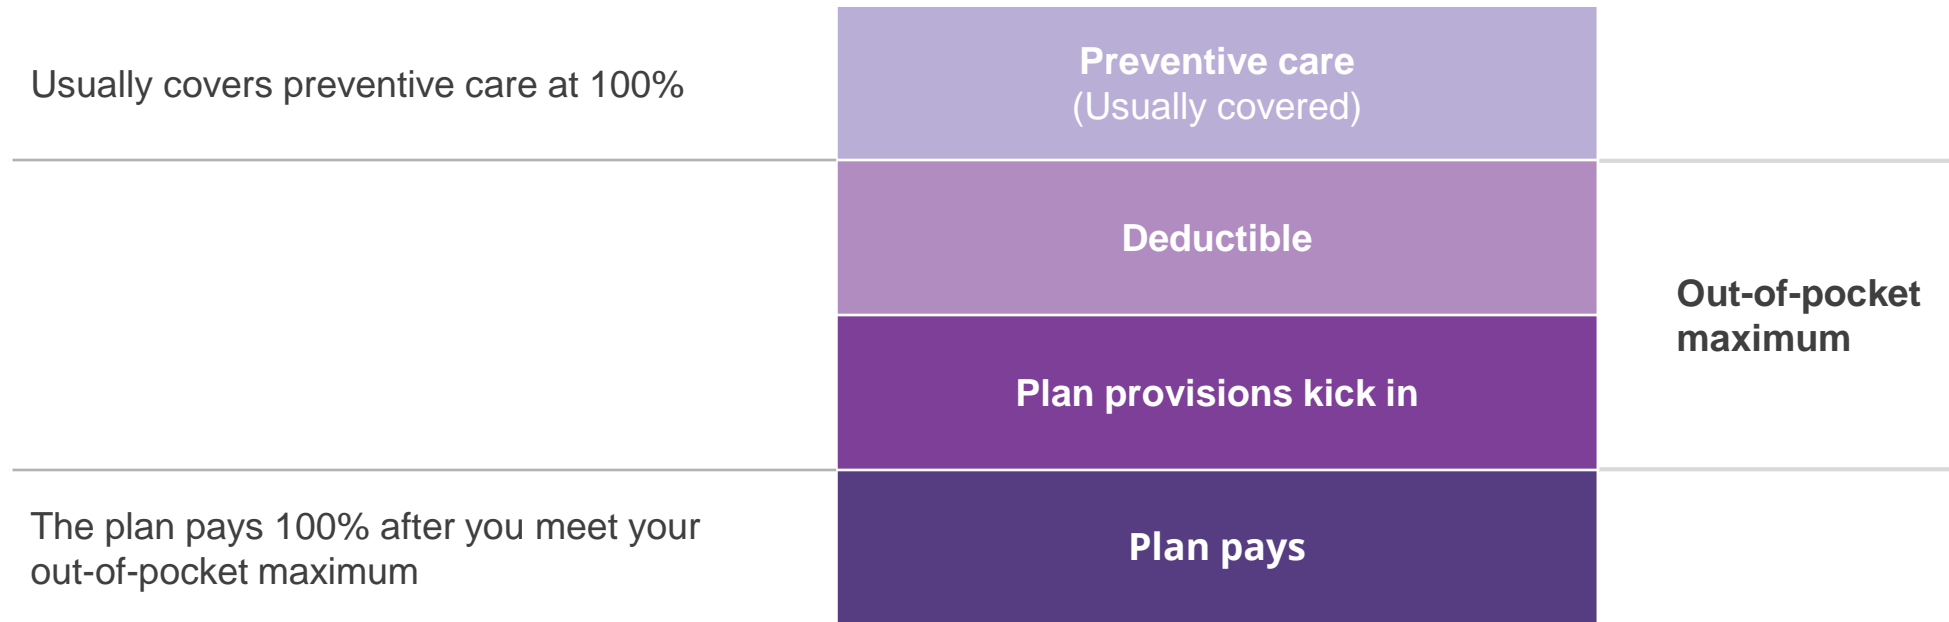 Usually covers preventive care at 100%
Preventive care
(Usually covered)
Deductible
Out-of-pocket
maximum
Plan provisions kick in
The plan pays 100% after you meet your
out-of-pocket maximum
Plan pays